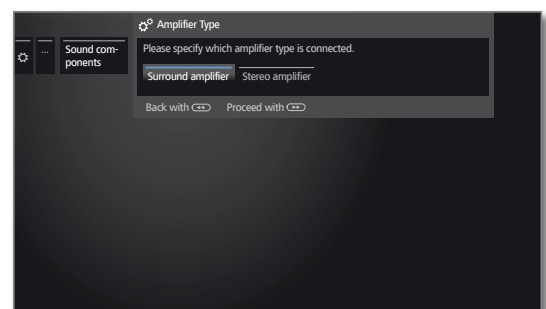 Amplifier Type
...
Sound com-
ponents
Please specify which amplifier type is connected.
Surround amplifier Stereo amplifier
Back with Proceed with